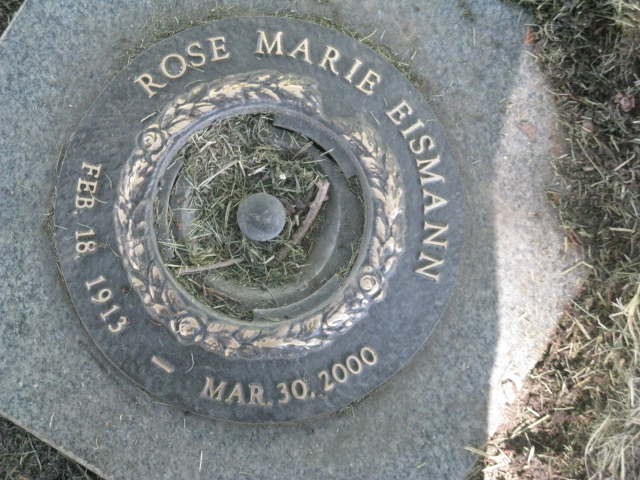 ROSE MARIE EISMANN
FEB. 18, 1913 – MAR. 30, 2000